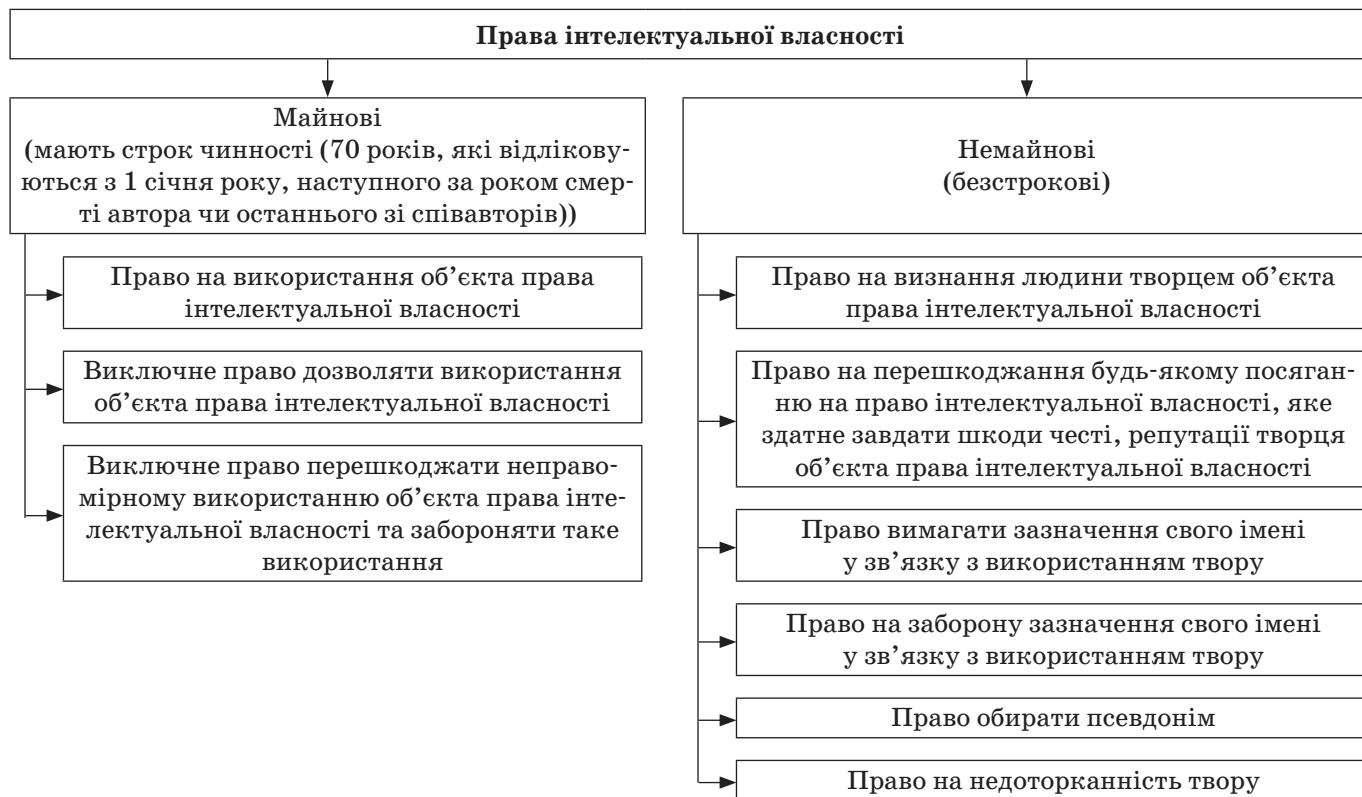 Права інтелектуальної власності
Майнові
(мають строк чинності (70 років, які відліковую-
ються з 1 січня року, наступного за роком смер-
ті автора чи останнього зі співавторів))
Право на використання об’єкта права
інтелектуальної власності
Виключне право дозволяти використання
об’єкта права інтелектуальної власності
Виключне право перешкоджати неправо-
мірному використанню об’єкта права інте-
лектуальної власності та забороняти таке
використання
Немайнові
(безстрокові)
Право на визнання людини творцем об’єкта
права інтелектуальної власності
Право на перешкоджання будь-якому посяган-
ню на право інтелектуальної власності, яке
здатне завдати шкоди честі, репутації творця
об’єкта права інтелектуальної власності
Право вимагати зазначення свого імені
у зв’язку з використанням твору
Право на заборону зазначення свого імені
у зв’язку з використанням твору
Право обирати псевдонім
Право на недоторканність твору